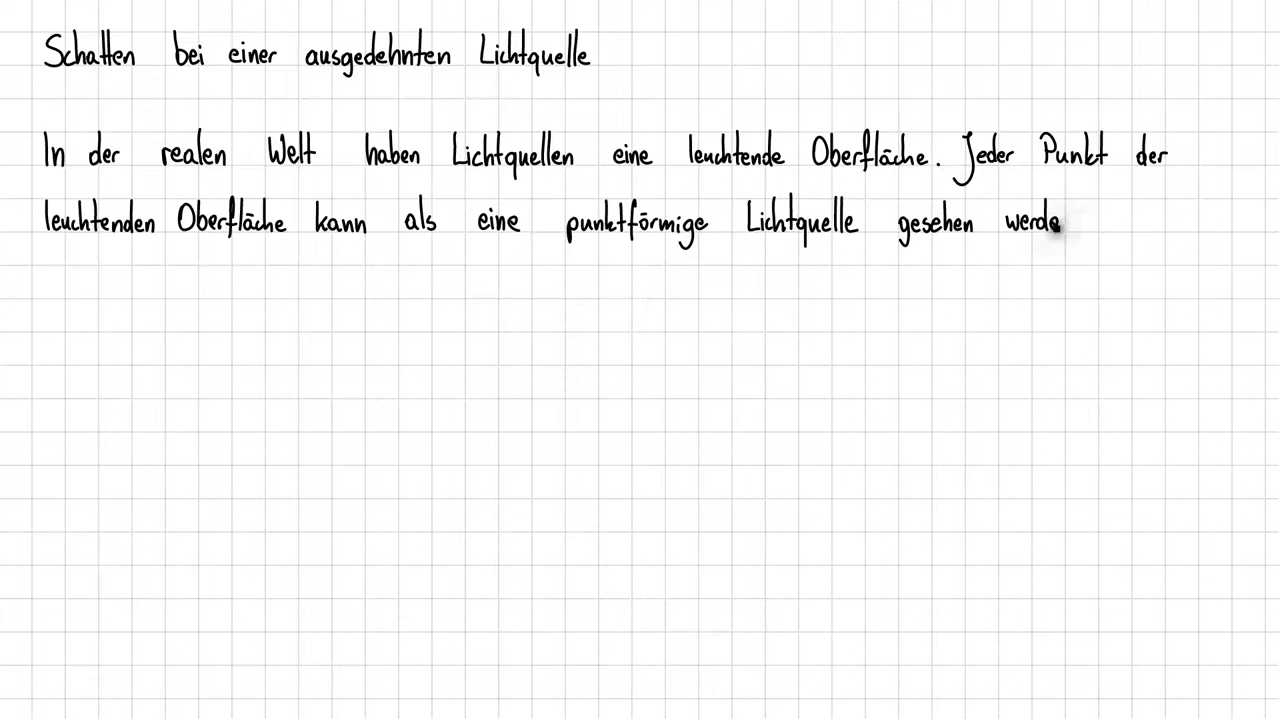 Schatten bei einer ausgedehnten Lichtquelle
In der realen Welt haben Lichtquellen eine leuchtende Oberfläche. Jeder Punkt der
leuchtenden Oberfläche kann als eine punktförmige Lichtquelle gesehen werde